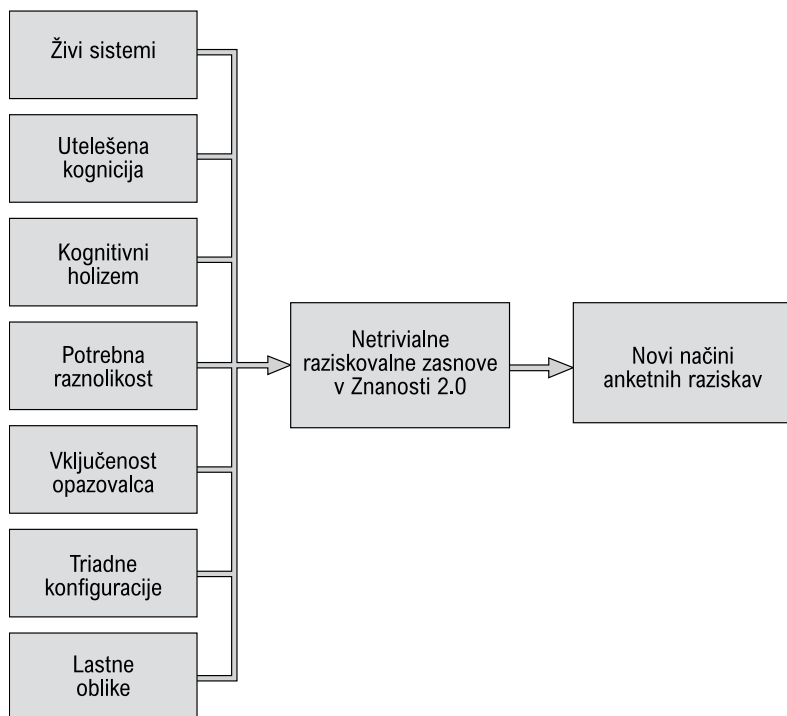 Živi sistemi
Utelešena
kognicija
Kognitivni
holizem
Potrebna
raznolikost
Vključenost
opazovalca
Triadne
konfiguracije
Lastne
oblike
Netrivialne
raziskovalne zasnove
v Znanosti 2.0
Novi načini
anketnih raziskav